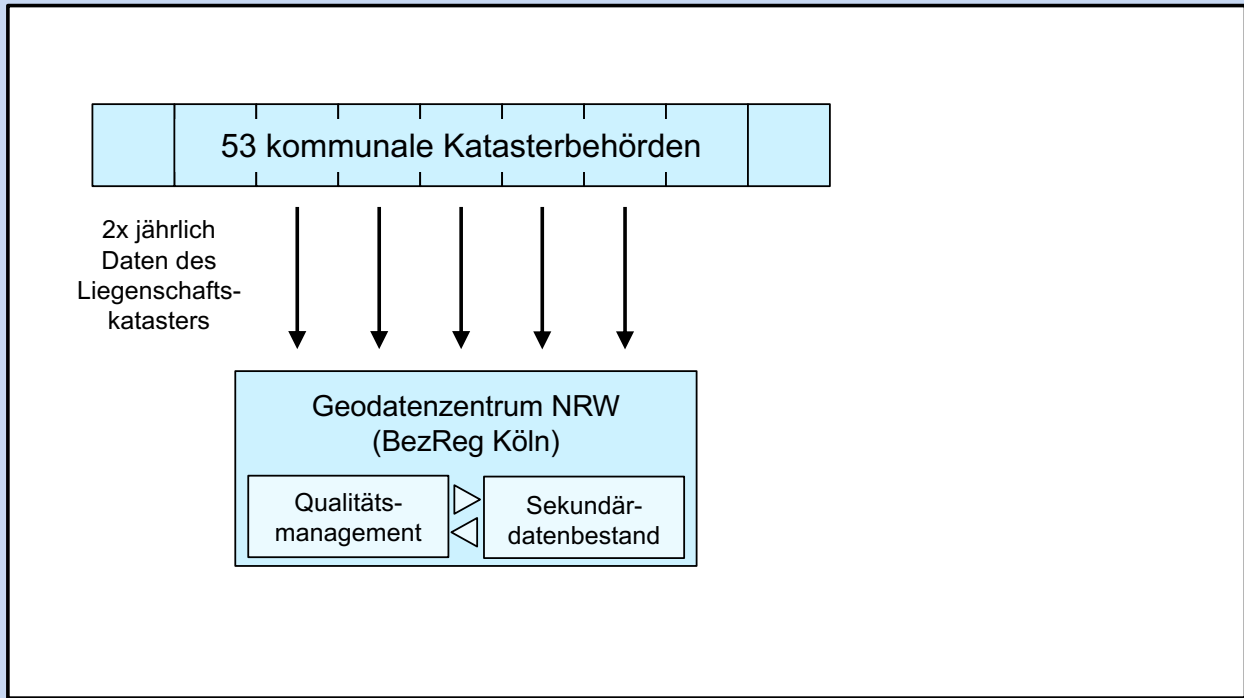 53 kommunale Katasterbehörden
2x jährlich
Daten des
Liegenschafts-
katasters
Geodatenzentrum NRW
(BezReg Köln)
Qualitäts-
management
Sekundär-
datenbestand